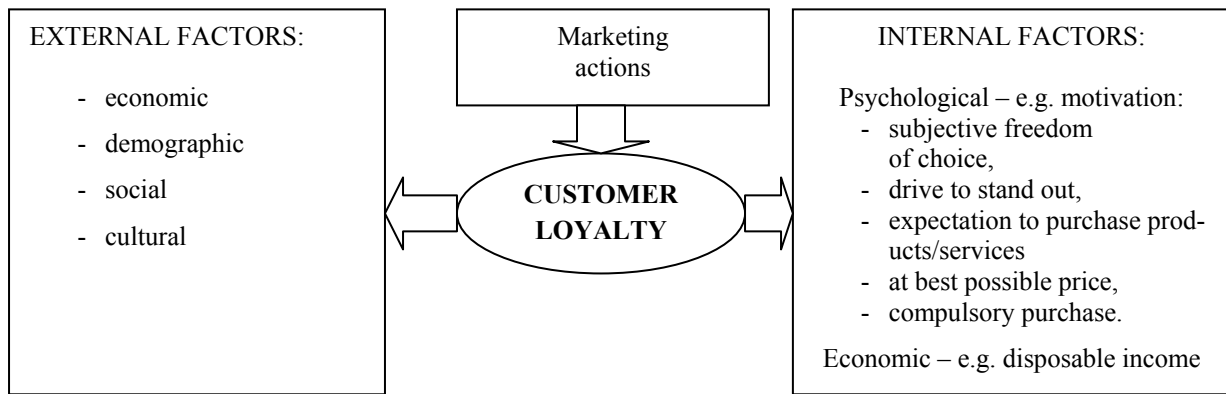 EXTERNAL FACTORS:
- economic
- demographic
- social
- cultural
Marketing
actions
CUSTOMER
LOYALTY
INTERNAL FACTORS:
Psychological – e.g. motivation:
- subjective freedom
of choice,
- drive to stand out,
- expectation to purchase prod-
ucts/services
- at best possible price,
- compulsory purchase.
Economic – e.g. disposable income